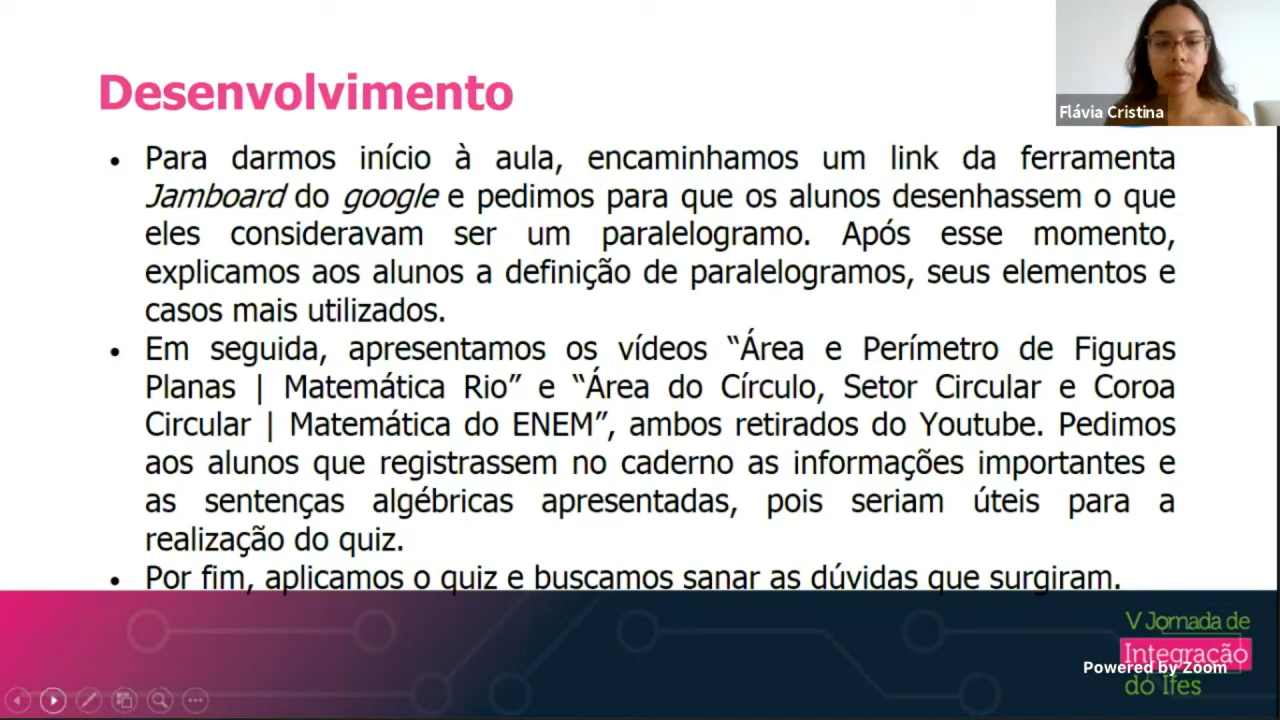 Desenvolvimento
Flávia Cristina
• Para darmos início à aula, encaminhamos um link da ferramenta
Jamboard do google e pedimos para que os alunos desenhassem o que
eles consideravam ser um paralelogramo. Após esse momento,
explicamos aos alunos a definição de paralelogramos, seus elementos e
casos mais utilizados.
• Em seguida, apresentamos os vídeos “Área e Perímetro de Figuras
Planas | Matemática Rio” e “Área do Círculo, Setor Circular e Coroa
Circular | Matemática do ENEM”, ambos retirados do Youtube. Pedimos
aos alunos que registrassem no caderno as informações importantes e
as sentenças algébricas apresentadas, pois seriam úteis para a
realização do quiz.
• Por fim, aplicamos o quiz e buscamos sanar as dúvidas que surgiram.
V Jornada de
Integração
Powered by Zoom
do Ifes